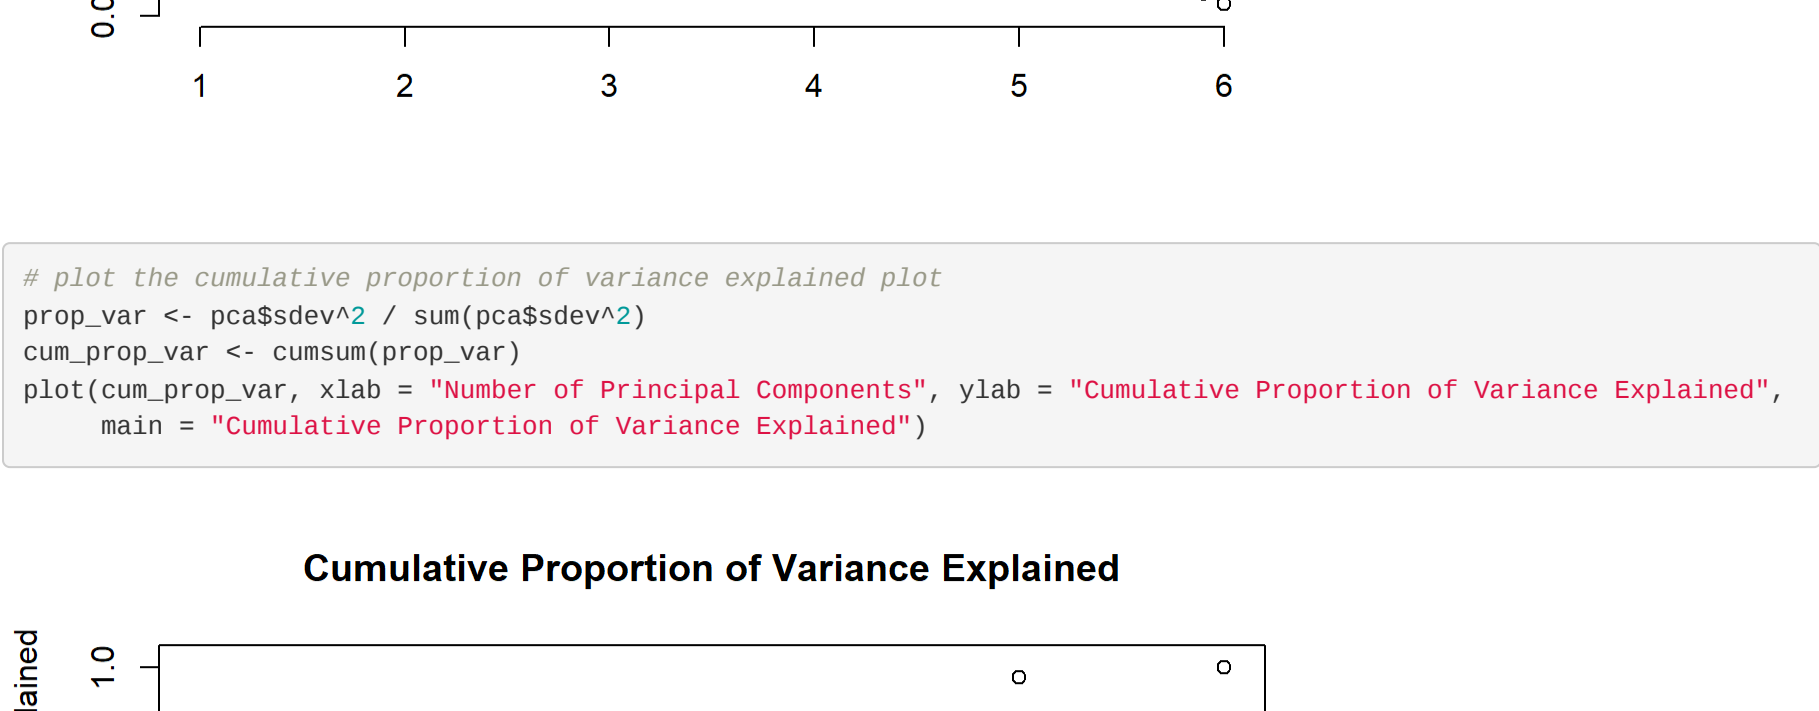 0.0
1 2 3 4 5 6
# plot the cumulative proportion of variance explained plot
prop_var <- pca$sdev^2 / sum(pca$sdev^2)
cum_prop_var <- cumsum(prop_var)
plot(cum_prop_var, xlab = "Number of Principal Components", ylab = "Cumulative Proportion of Variance Explained",
     main = "Cumulative Proportion of Variance Explained")
Cumulative Proportion of Variance Explained
1.0
lained